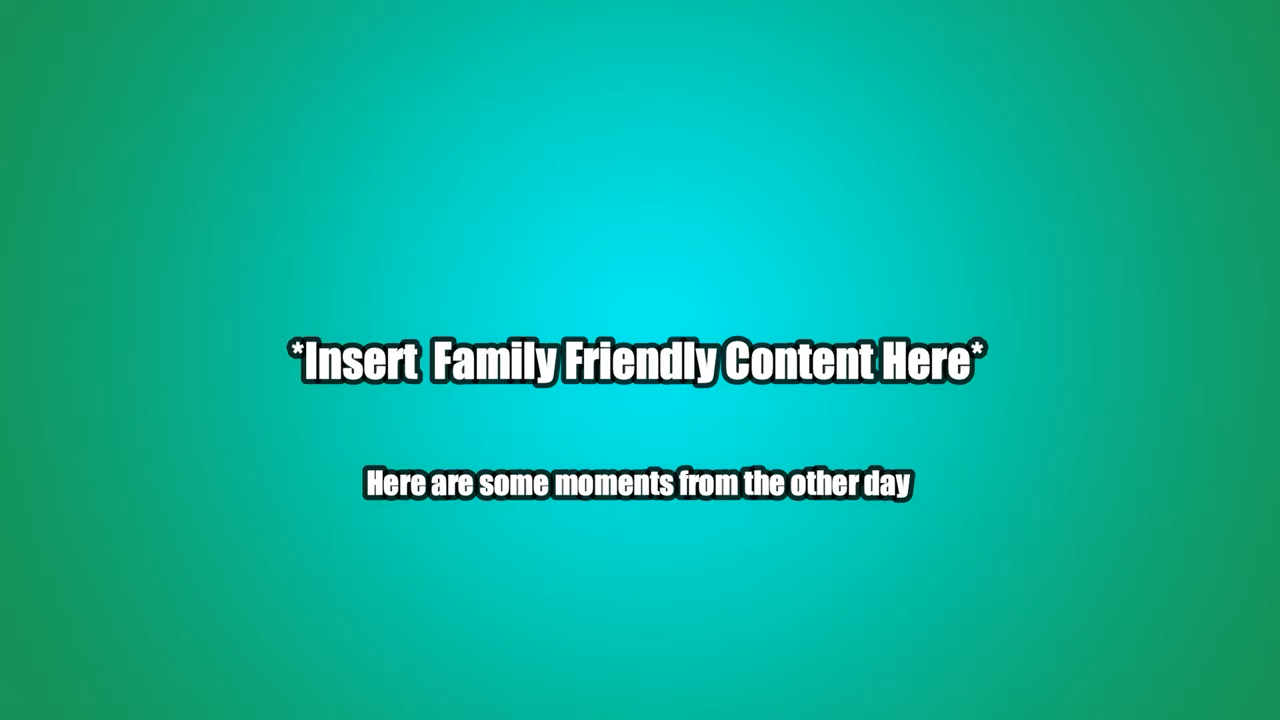 *Insert  Family Friendly Content Here*
Here are some moments from the other day